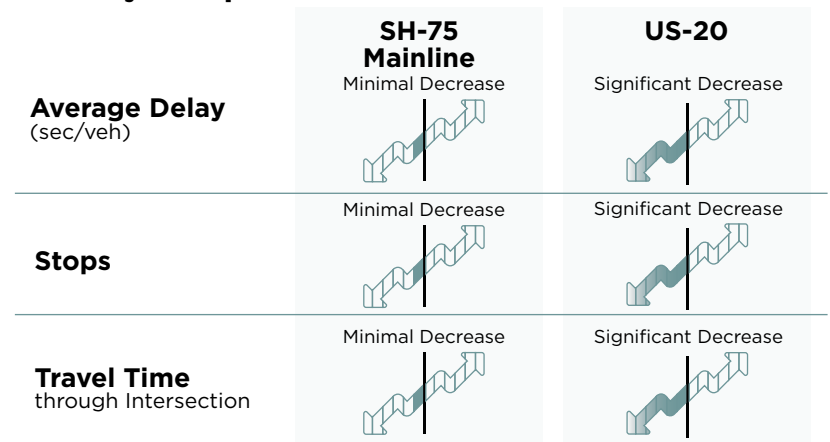 SH-75
Mainline
US-20
Minimal Decrease
Significant Decrease
Average Delay
(sec/veh)
Minimal Decrease
Significant Decrease
Stops
Minimal Decrease
Significant Decrease
Travel Time
through Intersection